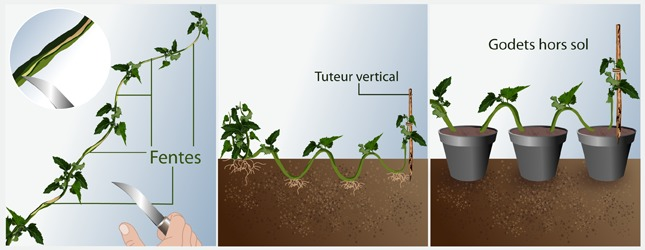 Fentes
Tuteur vertical
Godets hors sol